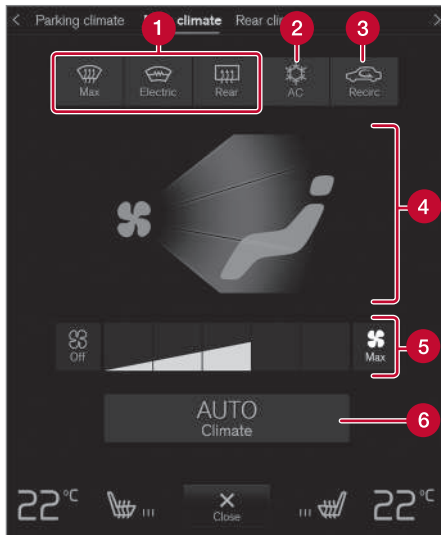 Parking climate climate Rear
1 2 3
Max Electric Rear AC Recirc
4
Off Max
5
AUTO
Climate
6
22°C Close 22°C